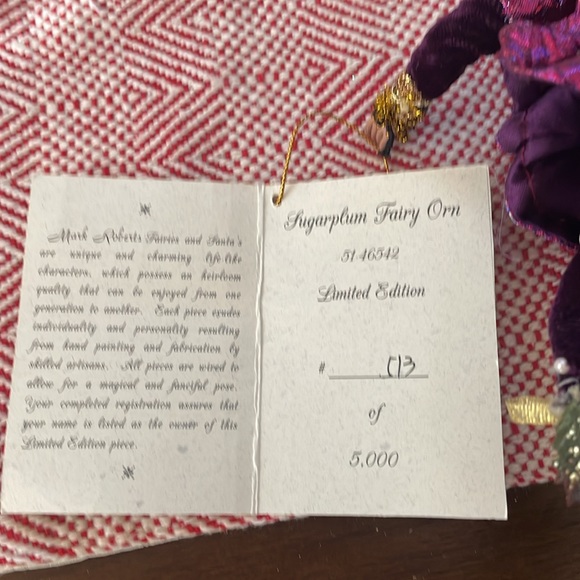 Mark Roberts Fairies and Santa's
are unique and charming life-like
characters, which possess an heirloom
quality that can be enjoyed from one
generation to another. Each piece exudes
individuality and personality resulting
from hand painting and fabrication by
skilled artisans. All pieces are wired to
allow for a magical and fanciful pose.
Your completed registration assures that
your name is listed as the owner of this
Limited Edition piece.
Sugarplum Fairy Orn
51-46542
Limited Edition
# 513
of
5,000